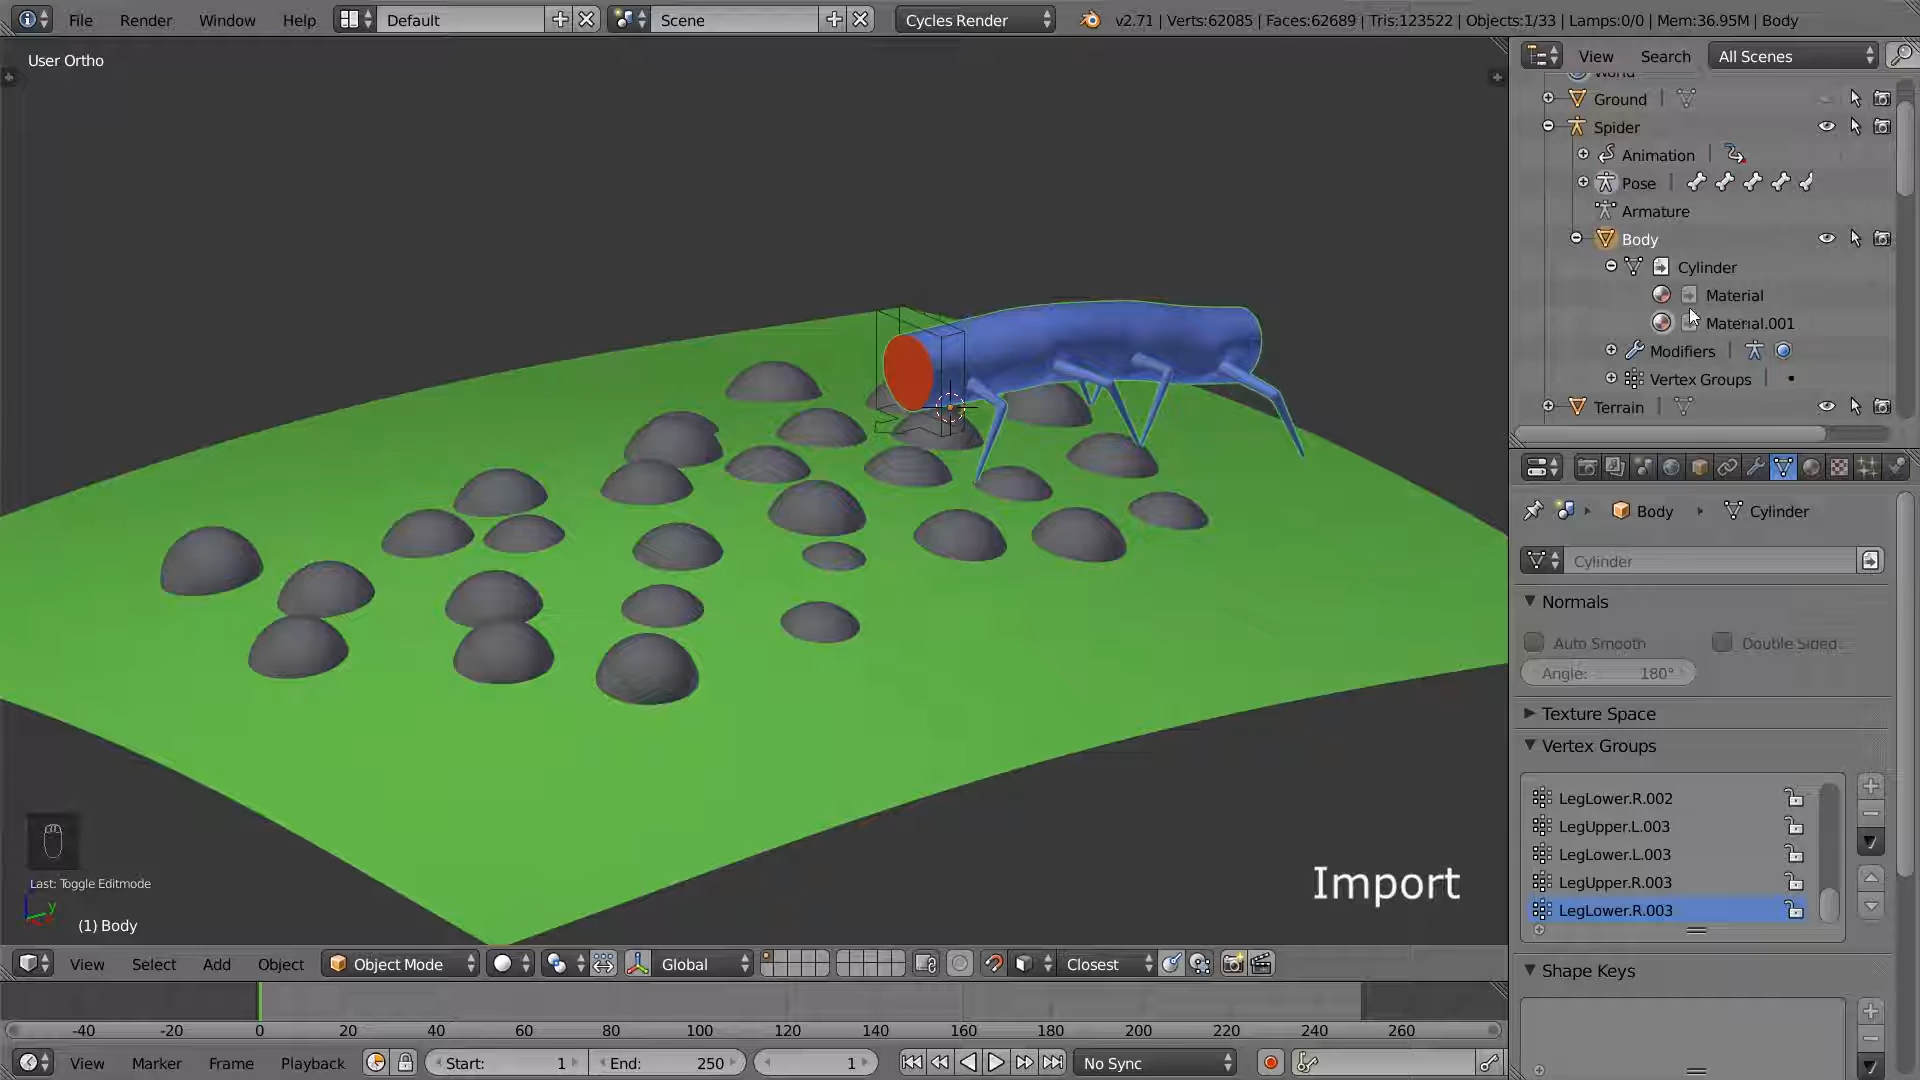 File Render Window Help Default Scene Cycles Render v2.71 | Verts:62085 | Faces:62689 | Tris:123522 | Objects:1/33 | Lamps:0/0 | Mem:36.95M | Body
User Ortho
View Search All Scenes
World
Ground
Spider
Animation
Pose
Armature
Body
Cylinder
Material
Material.001
Modifiers
Vertex Groups
Terrain
Body Cylinder
Cylinder
Normals
Auto Smooth Double Sided
Angle: 180°
Texture Space
Vertex Groups
LegLower.R.002
LegUpper.L.003
LegLower.L.003
LegUpper.R.003
LegLower.R.003
Shape Keys
Import
Last: Toggle Editmode
y
(1) Body
View Select Add Object Object Mode Global Closest
-40 -20 0 20 40 60 80 100 120 140 160 180 200 220 240 260
View Marker Frame Playback Start: 1 End: 250 1 No Sync